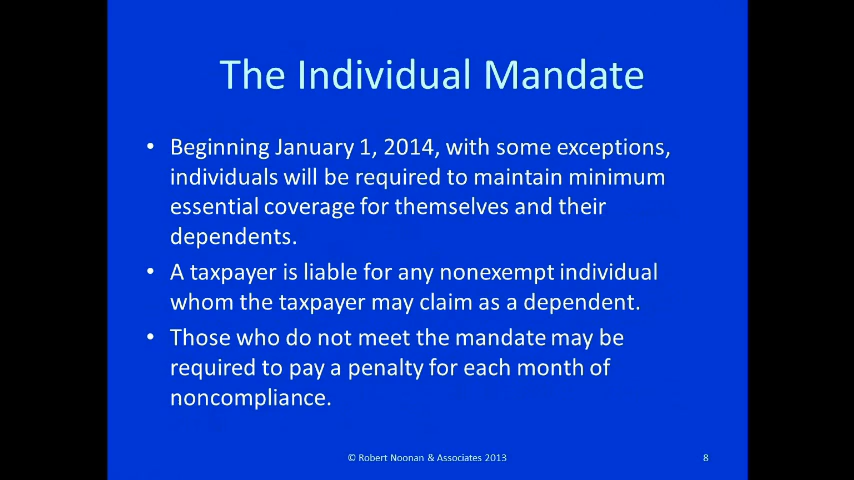 The Individual Mandate
• Beginning January 1, 2014, with some exceptions,
individuals will be required to maintain minimum
essential coverage for themselves and their
dependents.
• A taxpayer is liable for any nonexempt individual
whom the taxpayer may claim as a dependent.
• Those who do not meet the mandate may be
required to pay a penalty for each month of
noncompliance.
© Robert Noonan & Associates 2013
8